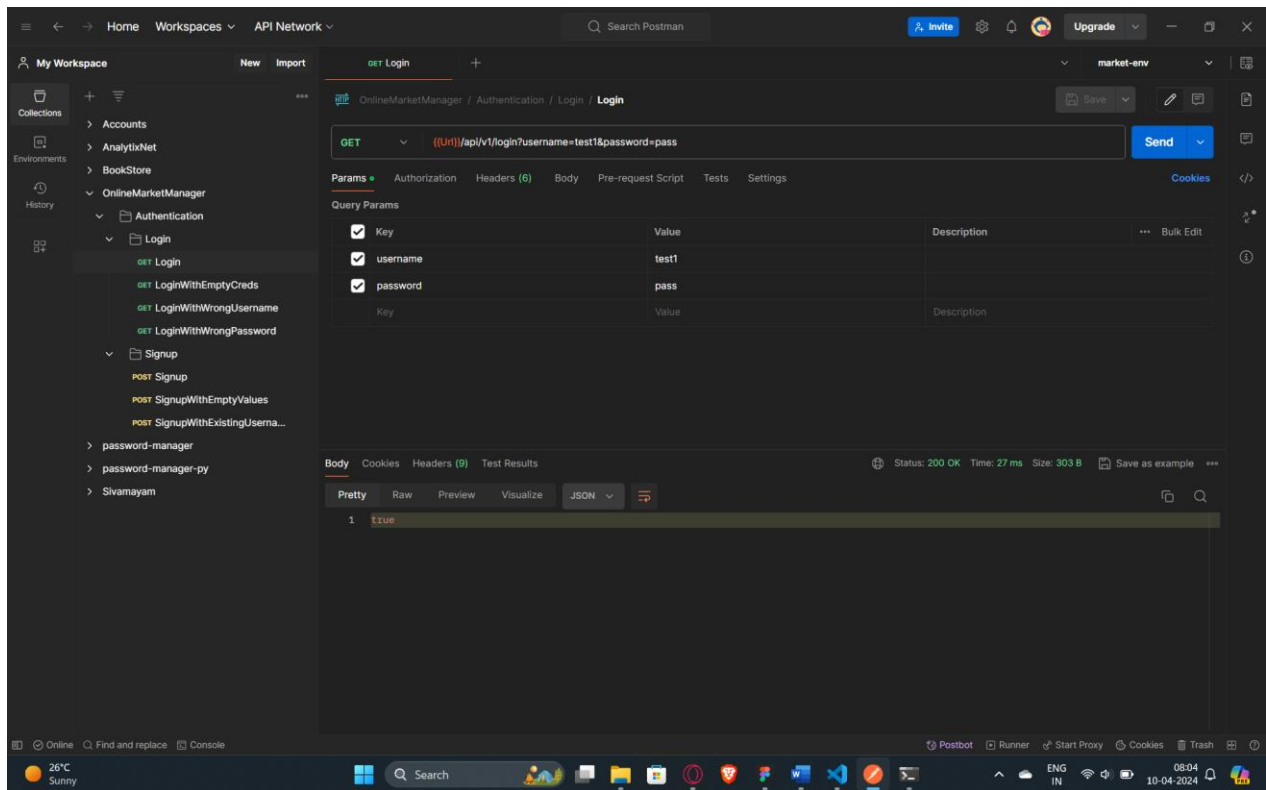 Home Workspaces API Network Search Postman Invite Upgrade
My Workspace New Import GET Login market-env
Collections
Environments
History
Accounts
AnalytixNet
BookStore
OnlineMarketManager
Authentication
Login
GET Login
GET LoginWithEmptyCreds
GET LoginWithWrongUsername
GET LoginWithWrongPassword
Signup
POST Signup
POST SignupWithEmptyValues
POST SignupWithExistingUserna...
password-manager
password-manager-py
Sivamayam
HTTP OnlineMarketManager / Authentication / Login / Login Save
GET {{Url}}/api/v1/login?username=test1&password=pass Send
Params Authorization Headers (6) Body Pre-request Script Tests Settings Cookies
Query Params
Key Value Description Bulk Edit
username test1
password pass
Key Value Description
Body Cookies Headers (9) Test Results Status: 200 OK Time: 27 ms Size: 303 B Save as example
Pretty Raw Preview Visualize JSON
1 true
Online Find and replace Console Postbot Runner Start Proxy Cookies Trash
26°C
Sunny
Search
ENG
IN
08:04
10-04-2024